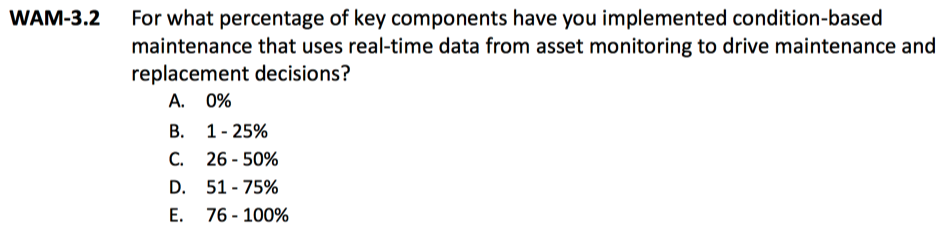 WAM-3.2 For what percentage of key components have you implemented condition-based
maintenance that uses real-time data from asset monitoring to drive maintenance and
replacement decisions?
A. 0%
B. 1 - 25%
C. 26 - 50%
D. 51 - 75%
E. 76 - 100%